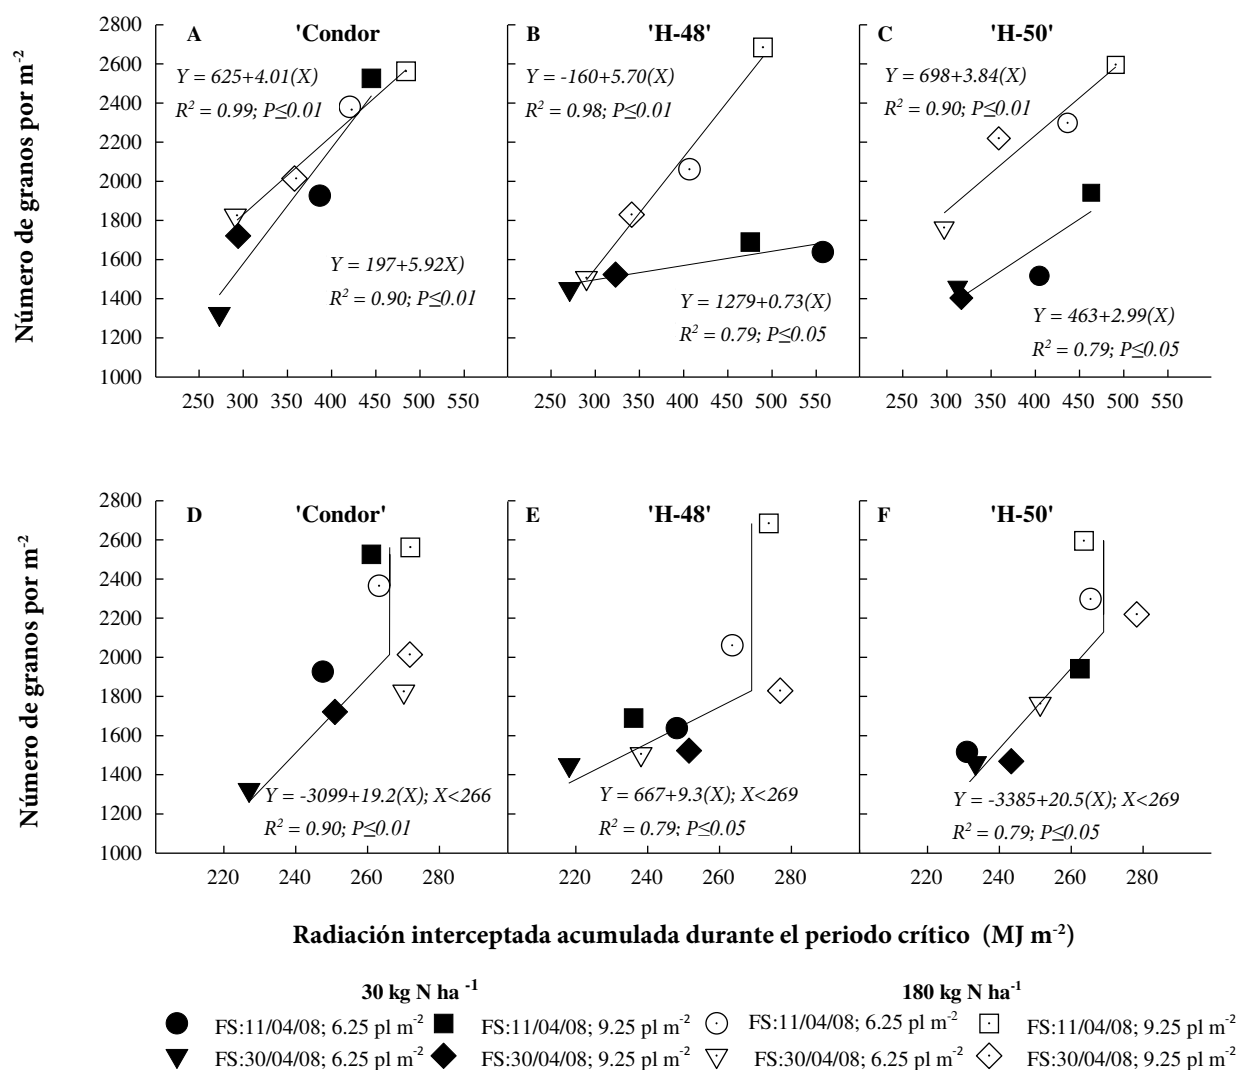 A 'Condor
Y = 625+4.01(X)
R² = 0.99; P≤0.01
Y = 197+5.92X)
R² = 0.90; P≤0.01
B 'H-48'
Y = -160+5.70(X)
R² = 0.98; P≤0.01
Y = 1279+0.73(X)
R² = 0.79; P≤0.05
C 'H-50'
Y = 698+3.84(X)
R² = 0.90; P≤0.01
Y = 463+2.99(X)
R² = 0.79; P≤0.05
Número de granos por m⁻²
2800
2600
2400
2200
2000
1800
1600
1400
1200
1000
250 300 350 400 450 500 550 250 300 350 400 450 500 550 250 300 350 400 450 500 550
D 'Condor'
Y = -3099+19.2(X); X<266
R² = 0.90; P≤0.01
E 'H-48'
Y = 667+9.3(X); X<269
R² = 0.79; P≤0.05
F 'H-50'
Y = -3385+20.5(X); X<269
R² = 0.79; P≤0.05
Número de granos por m⁻²
2800
2600
2400
2200
2000
1800
1600
1400
1200
1000
220 240 260 280 220 240 260 280 220 240 260 280
Radiación interceptada acumulada durante el periodo crítico (MJ m⁻²)
30 kg N ha ⁻¹ 180 kg N ha⁻¹
FS:11/04/08; 6.25 pl m⁻² FS:11/04/08; 9.25 pl m⁻² FS:11/04/08; 6.25 pl m⁻² FS:11/04/08; 9.25 pl m⁻²
FS:30/04/08; 6.25 pl m⁻² FS:30/04/08; 9.25 pl m⁻² FS:30/04/08; 6.25 pl m⁻² FS:30/04/08; 9.25 pl m⁻²